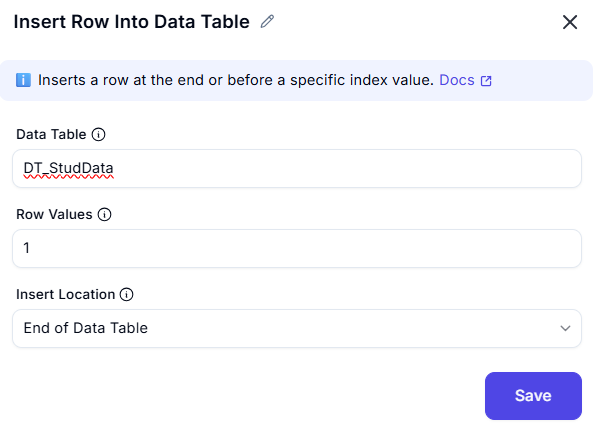 Insert Row Into Data Table
Inserts a row at the end or before a specific index value. Docs
Data Table
DT_StudData
Row Values
1
Insert Location
End of Data Table
Save